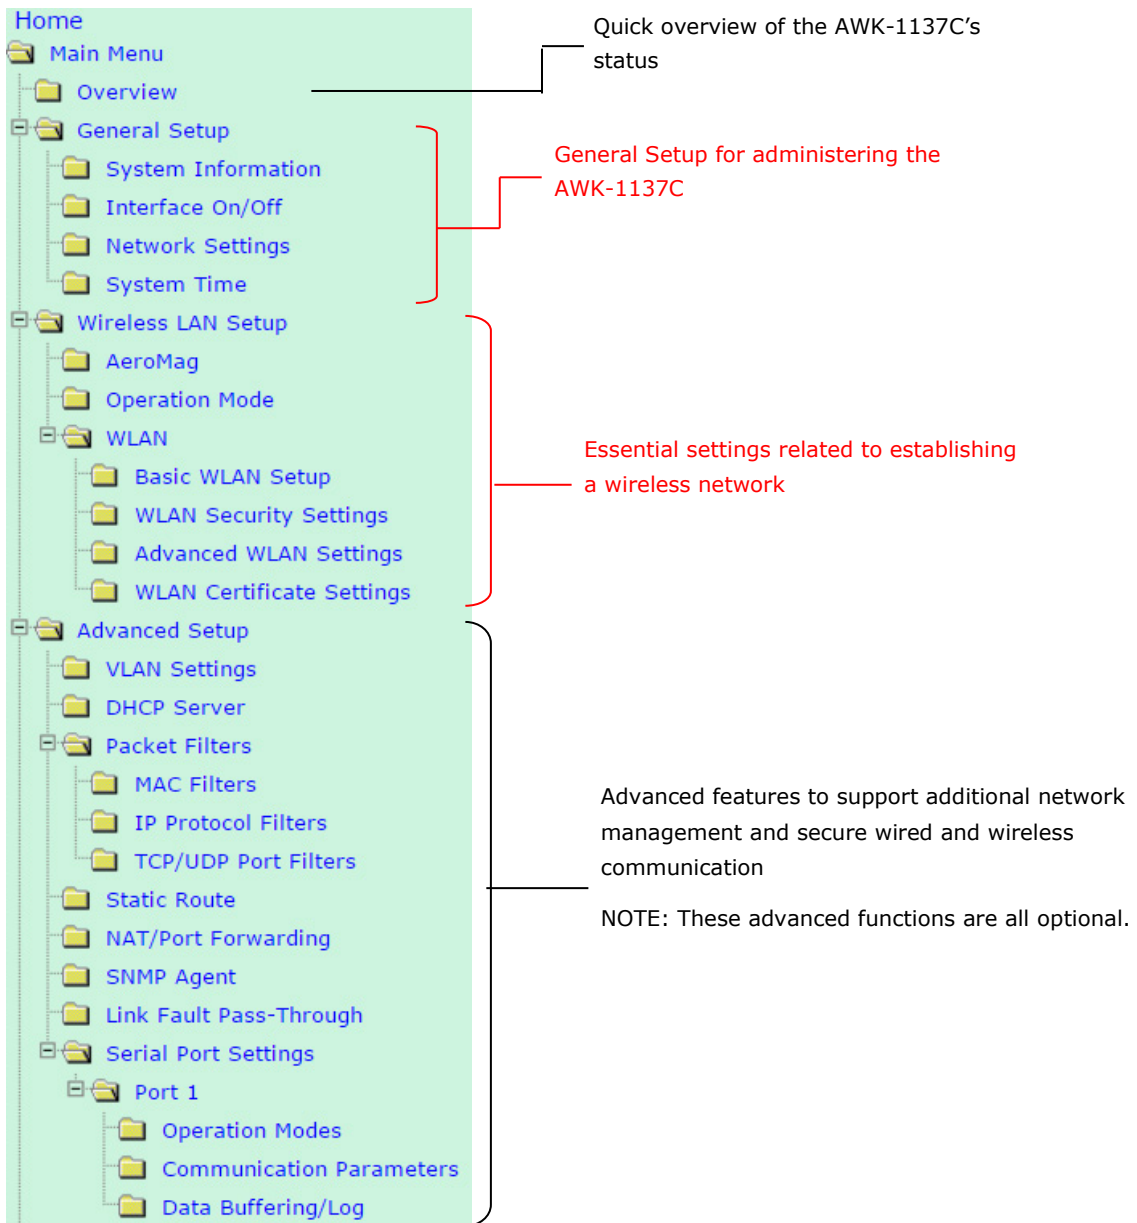 Home
Main Menu
Overview
General Setup
System Information
Interface On/Off
Network Settings
System Time
Wireless LAN Setup
AeroMag
Operation Mode
WLAN
Basic WLAN Setup
WLAN Security Settings
Advanced WLAN Settings
WLAN Certificate Settings
Advanced Setup
VLAN Settings
DHCP Server
Packet Filters
MAC Filters
IP Protocol Filters
TCP/UDP Port Filters
Static Route
NAT/Port Forwarding
SNMP Agent
Link Fault Pass-Through
Serial Port Settings
Port 1
Operation Modes
Communication Parameters
Data Buffering/Log
Quick overview of the AWK-1137C’s
status
General Setup for administering the
AWK-1137C
Essential settings related to establishing
a wireless network
Advanced features to support additional network
management and secure wired and wireless
communication
NOTE: These advanced functions are all optional.